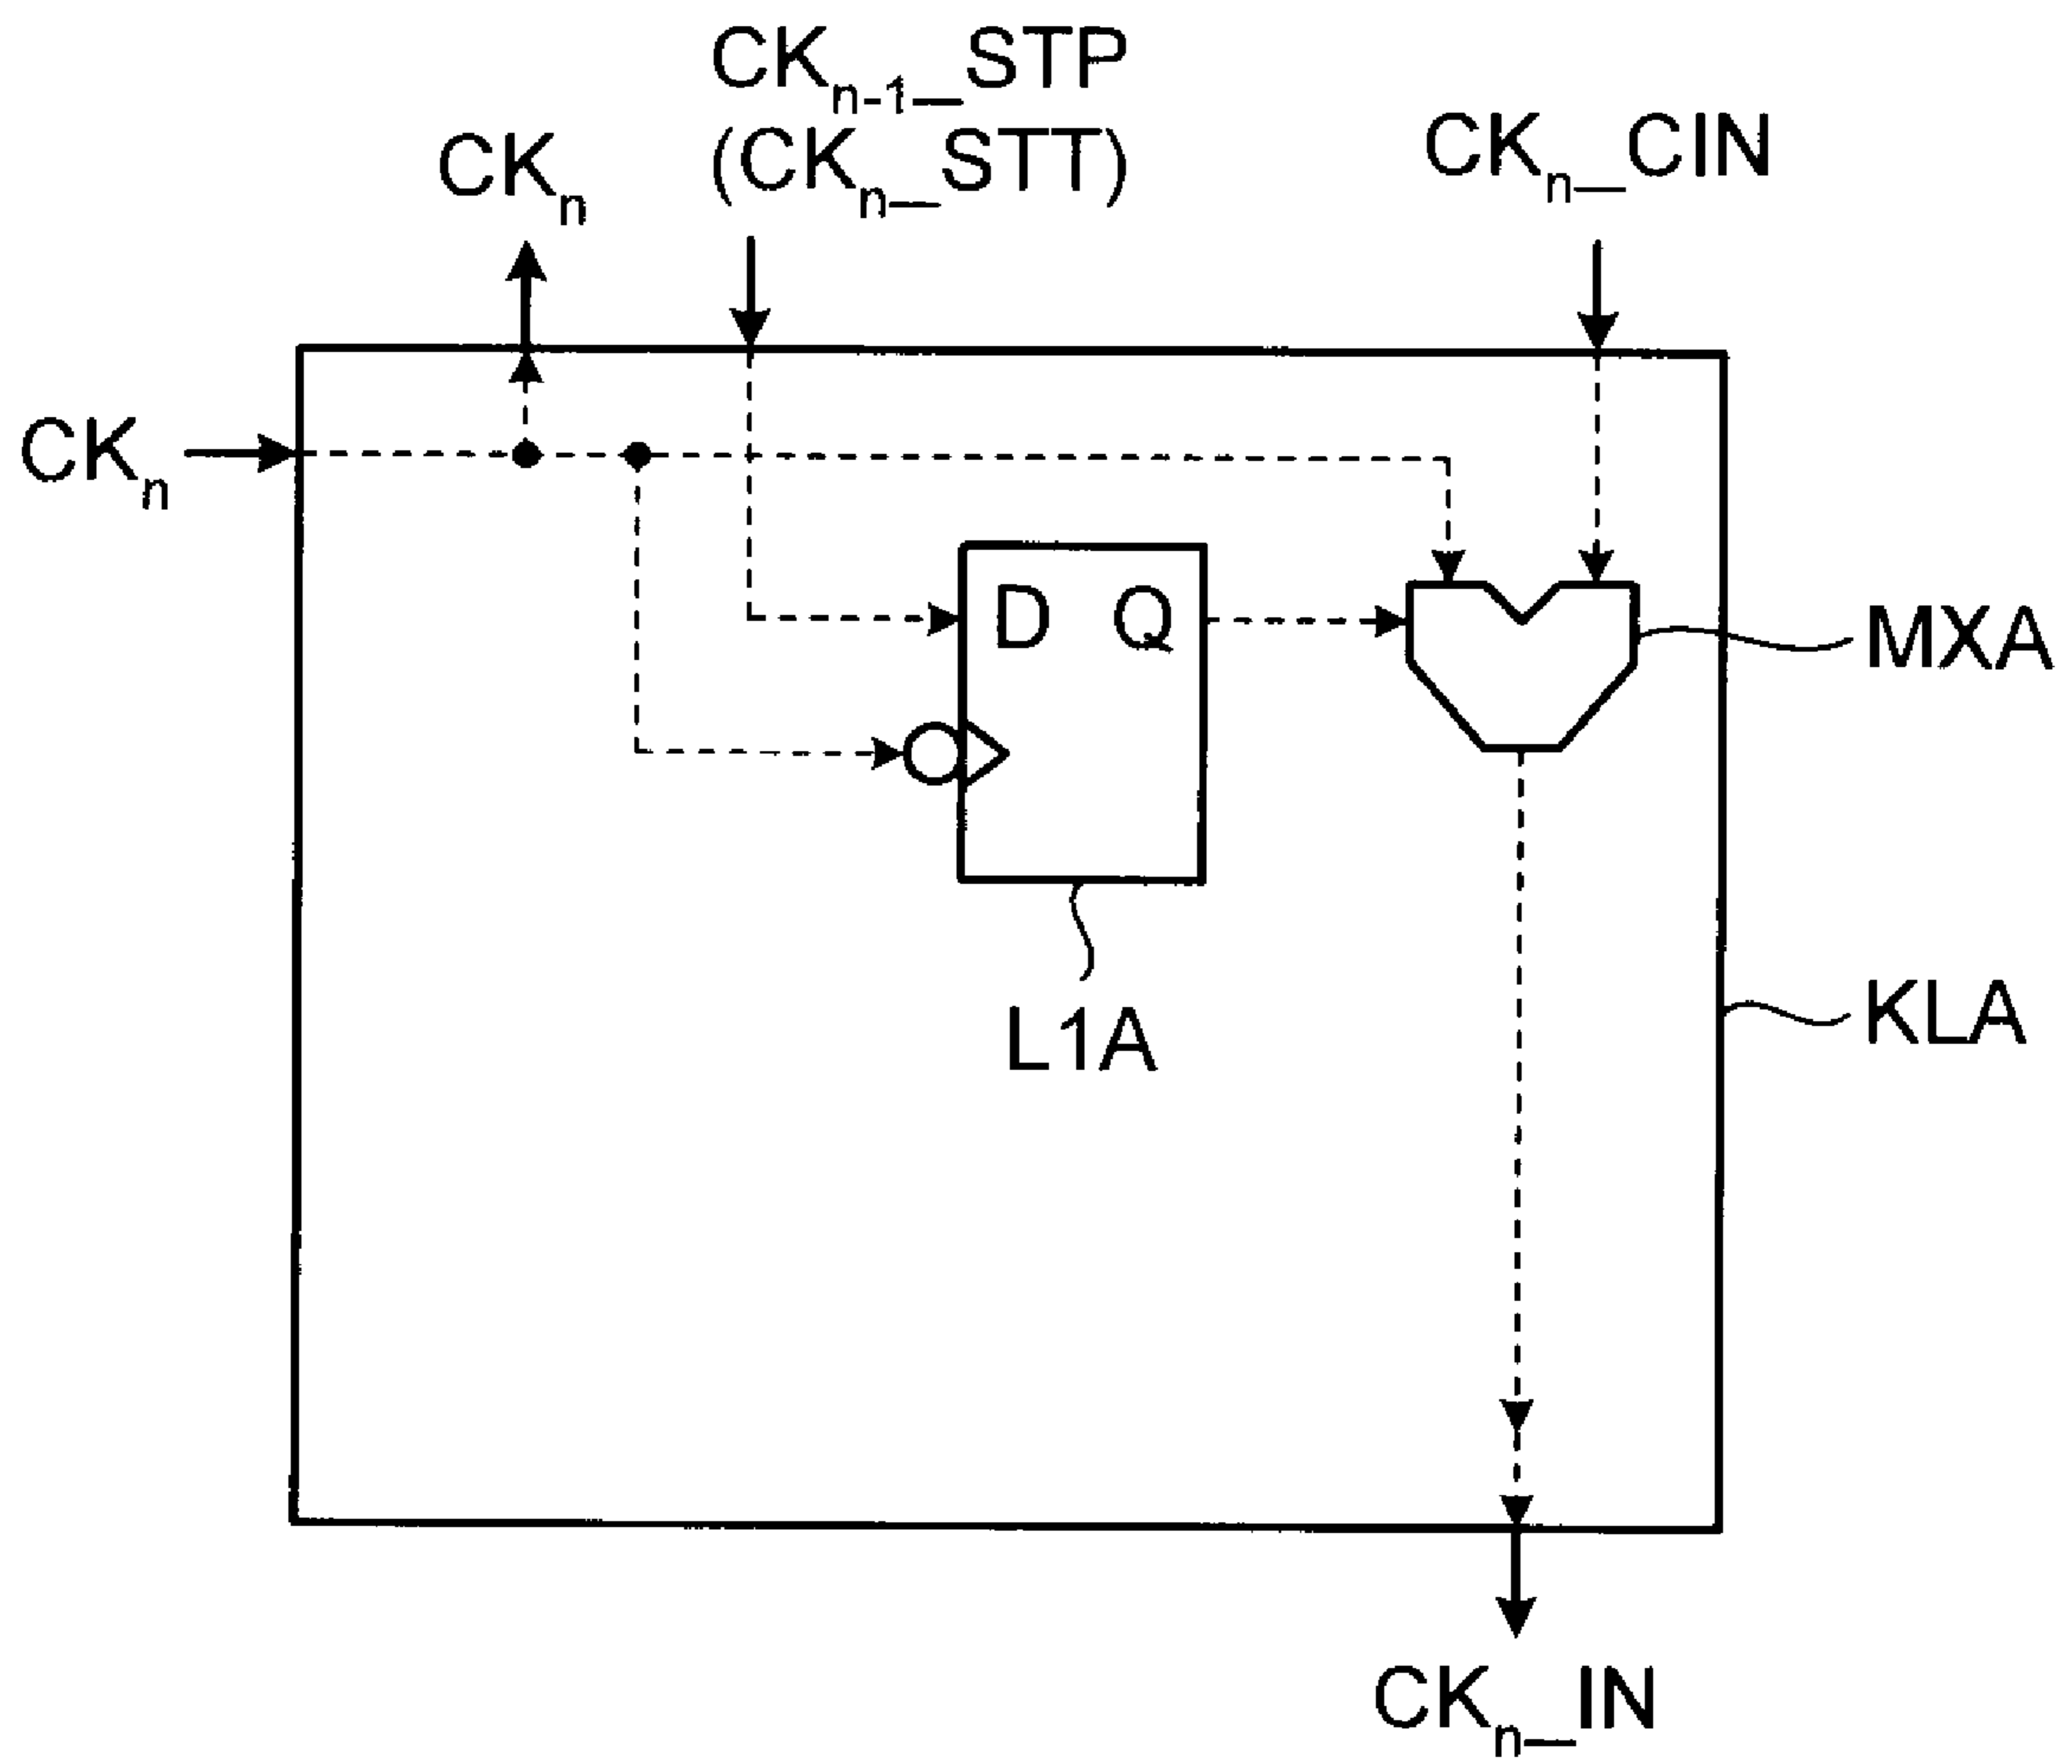 CKn-1_STP
(CKn_STT)
CKn
CKn_CIN
CKn
D Q
MXA
L1A
KLA
CKn_IN